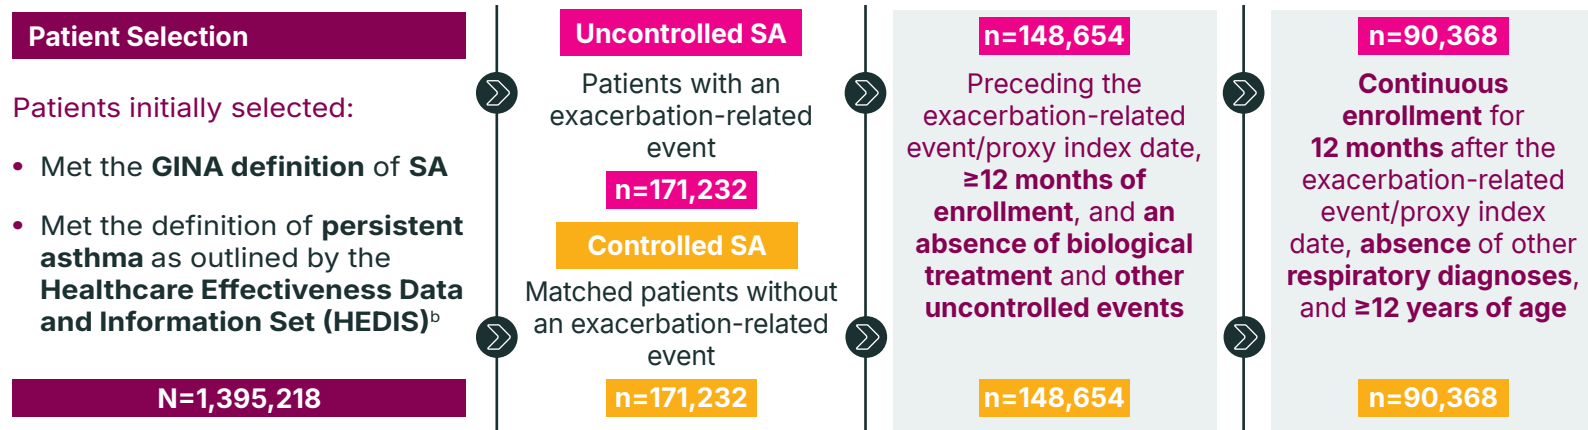 Patient Selection
Patients initially selected:
• Met the GINA definition of SA
• Met the definition of persistent
asthma as outlined by the
Healthcare Effectiveness Data
and Information Set (HEDIS)ᵇ
N=1,395,218
Uncontrolled SA
Patients with an
exacerbation-related
event
n=171,232
Controlled SA
Matched patients without
an exacerbation-related
event
n=171,232
n=148,654
Preceding the
exacerbation-related
event/proxy index date,
≥12 months of
enrollment, and an
absence of biological
treatment and other
uncontrolled events
n=148,654
n=90,368
Continuous
enrollment for
12 months after the
exacerbation-related
event/proxy index
date, absence of other
respiratory diagnoses,
and ≥12 years of age
n=90,368